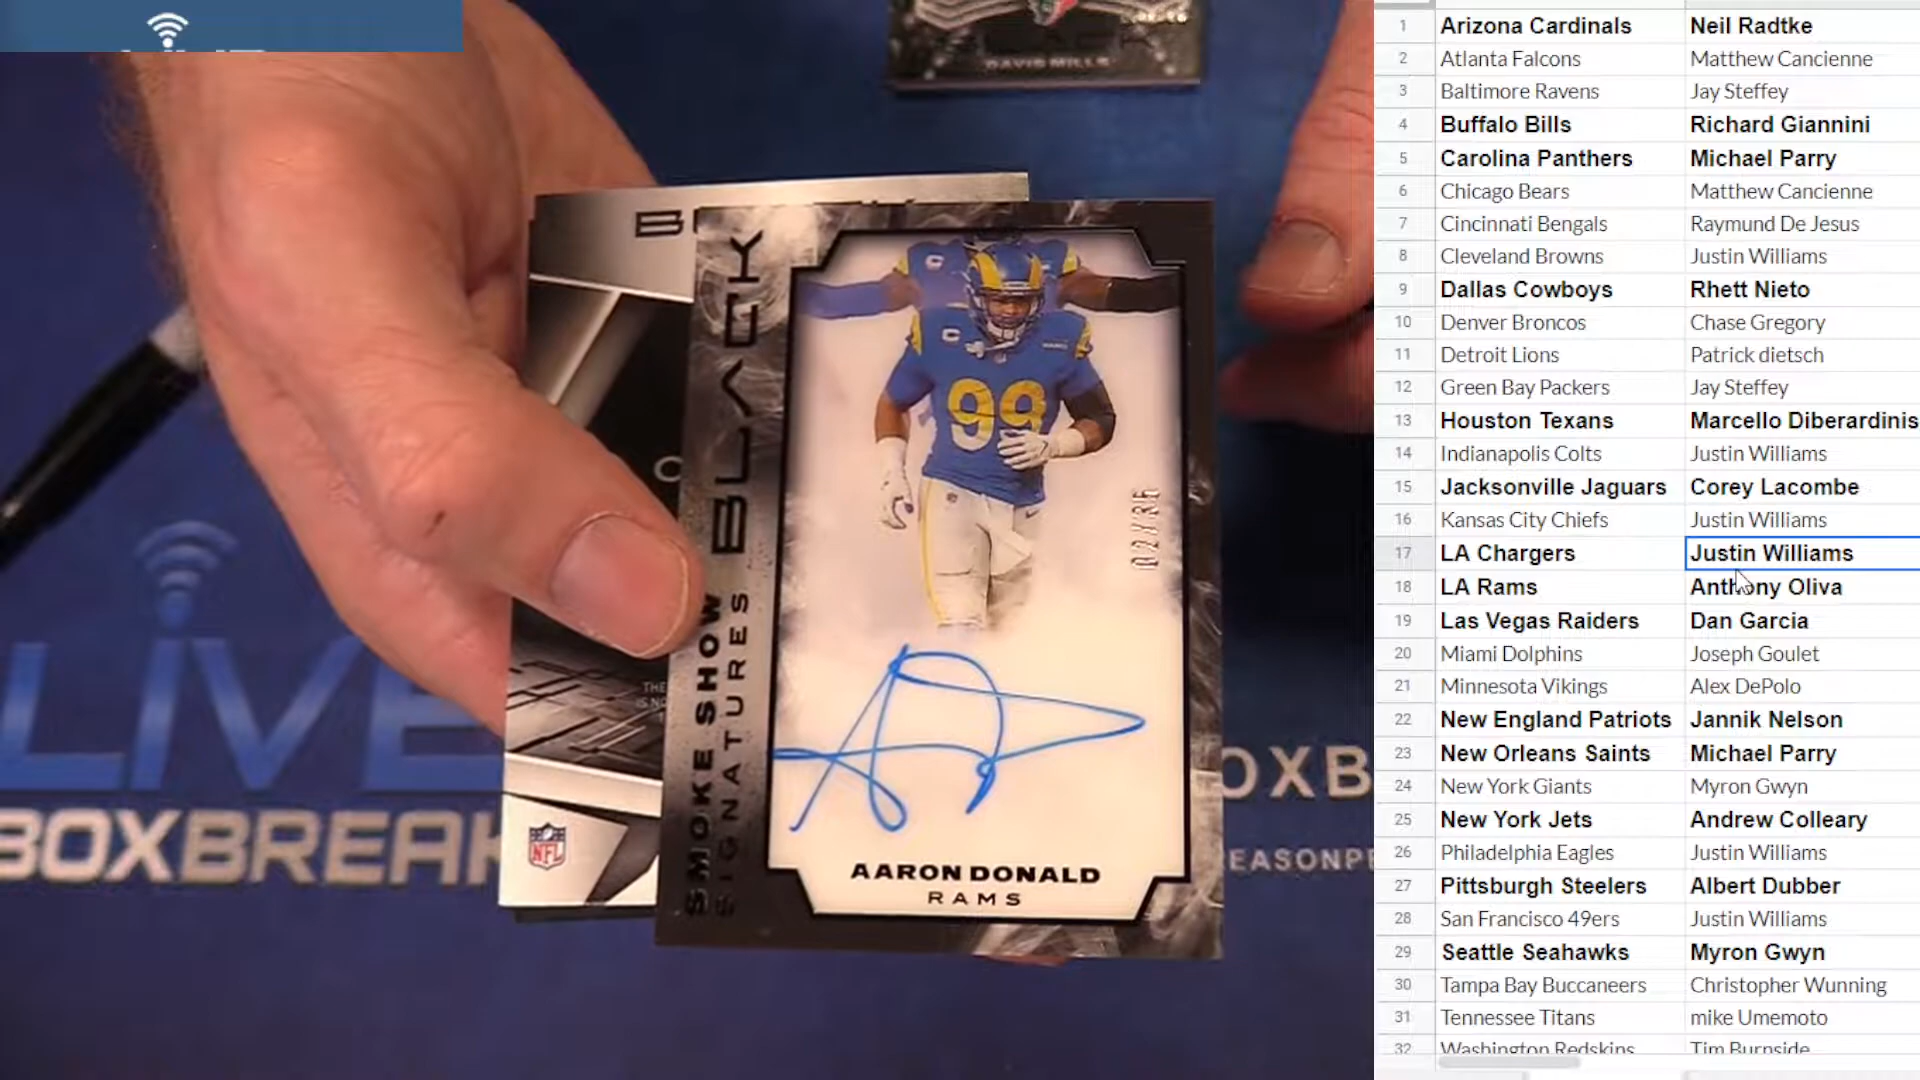 DAVIS MILLS
BLACK
SMOKE SHOW
SIGNATURES
99
AARON DONALD
RAMS
NFL
LIVE
BOXBREAK
OXB
EASONP
1 Arizona Cardinals Neil Radtke
2 Atlanta Falcons Matthew Cancienne
3 Baltimore Ravens Jay Steffey
4 Buffalo Bills Richard Giannini
5 Carolina Panthers Michael Parry
6 Chicago Bears Matthew Cancienne
7 Cincinnati Bengals Raymund De Jesus
8 Cleveland Browns Justin Williams
9 Dallas Cowboys Rhett Nieto
10 Denver Broncos Chase Gregory
11 Detroit Lions Patrick dietsch
12 Green Bay Packers Jay Steffey
13 Houston Texans Marcello Diberardinis
14 Indianapolis Colts Justin Williams
15 Jacksonville Jaguars Corey Lacombe
16 Kansas City Chiefs Justin Williams
17 LA Chargers Justin Williams
18 LA Rams Anthony Oliva
19 Las Vegas Raiders Dan Garcia
20 Miami Dolphins Joseph Goulet
21 Minnesota Vikings Alex DePolo
22 New England Patriots Jannik Nelson
23 New Orleans Saints Michael Parry
24 New York Giants Myron Gwyn
25 New York Jets Andrew Colleary
26 Philadelphia Eagles Justin Williams
27 Pittsburgh Steelers Albert Dubber
28 San Francisco 49ers Justin Williams
29 Seattle Seahawks Myron Gwyn
30 Tampa Bay Buccaneers Christopher Wunning
31 Tennessee Titans mike Umemoto
32 Washington Redskins Tim Burnside